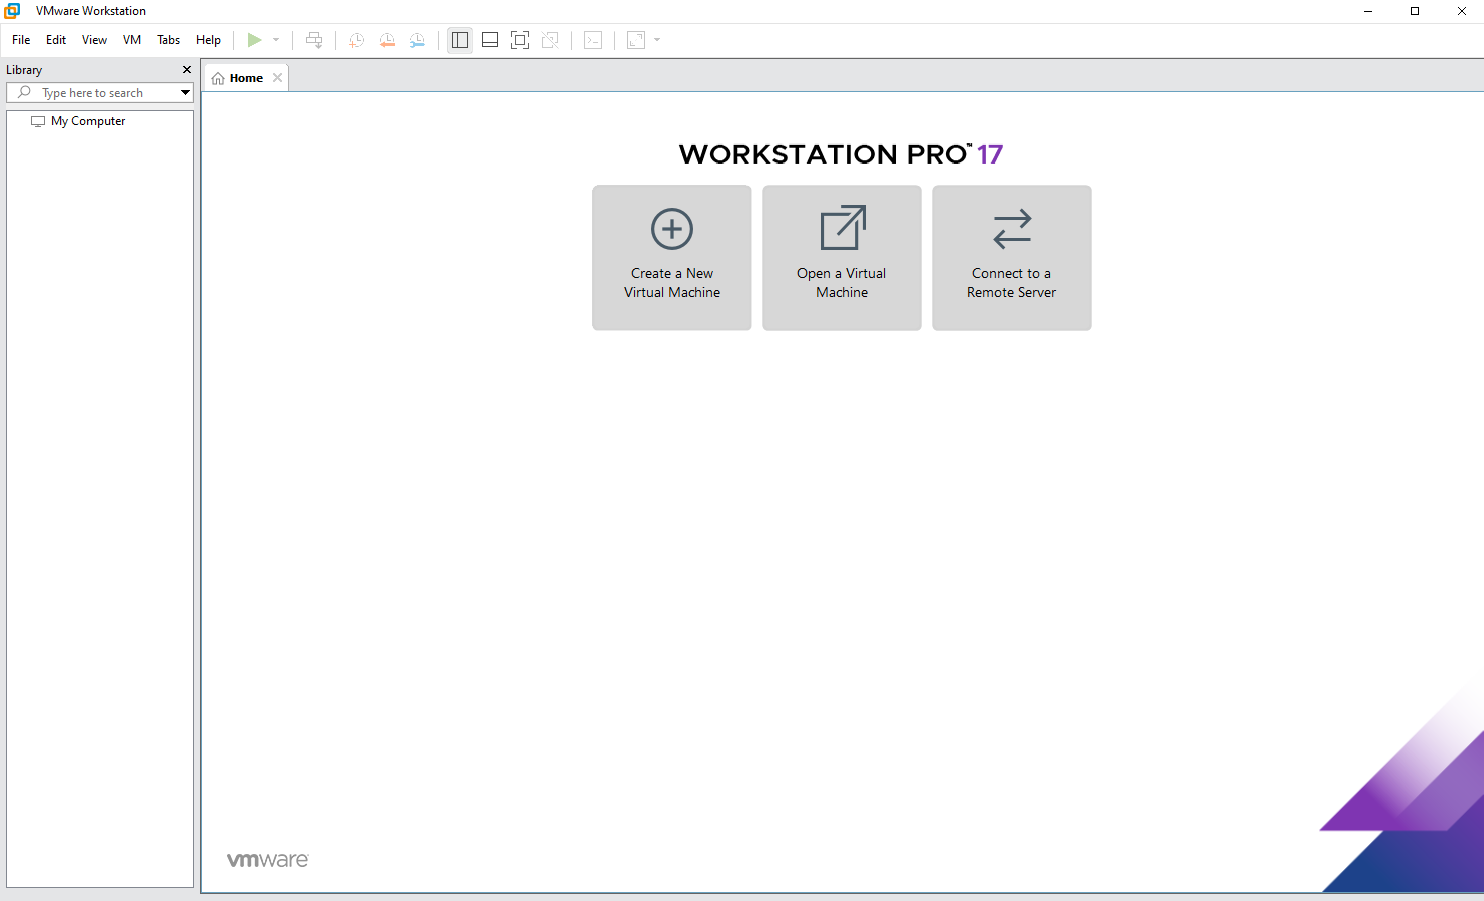 VMware Workstation
File Edit View VM Tabs Help
Library
Type here to search
My Computer
Home
WORKSTATION PRO™ 17
Create a New
Virtual Machine
Open a Virtual
Machine
Connect to a
Remote Server
vmware